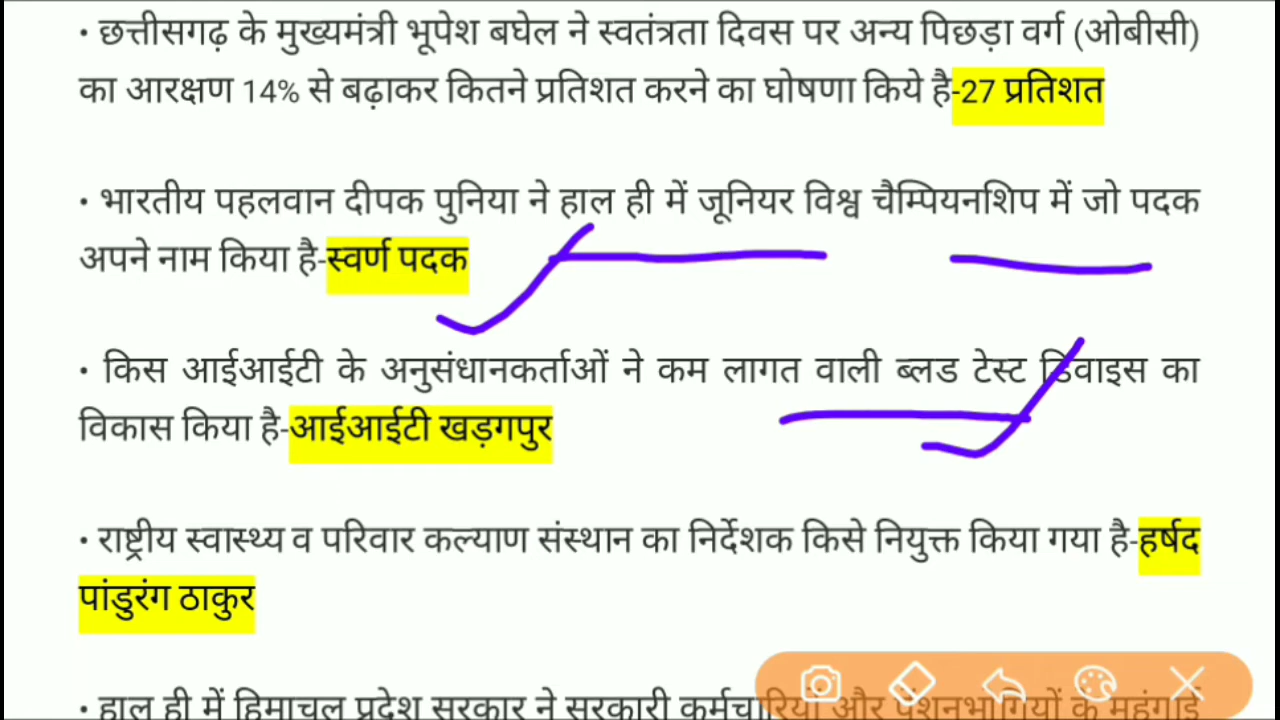 • छत्तीसगढ़ के मुख्यमंत्री भूपेश बघेल ने स्वतंत्रता दिवस पर अन्य पिछड़ा वर्ग (ओबीसी)
का आरक्षण 14% से बढ़ाकर कितने प्रतिशत करने का घोषणा किये है-27 प्रतिशत
• भारतीय पहलवान दीपक पुनिया ने हाल ही में जूनियर विश्व चैम्पियनशिप में जो पदक
अपने नाम किया है-स्वर्ण पदक
• किस आईआईटी के अनुसंधानकर्ताओं ने कम लागत वाली ब्लड टेस्ट डिवाइस का
विकास किया है-आईआईटी खड़गपुर
• राष्ट्रीय स्वास्थ्य व परिवार कल्याण संस्थान का निर्देशक किसे नियुक्त किया गया है-हर्षद
पांडुरंग ठाकुर
• हाल ही में हिमाचल प्रदेश सरकार ने सरकारी कर्मचारियों और पेंशनभोगियों के महंगाई